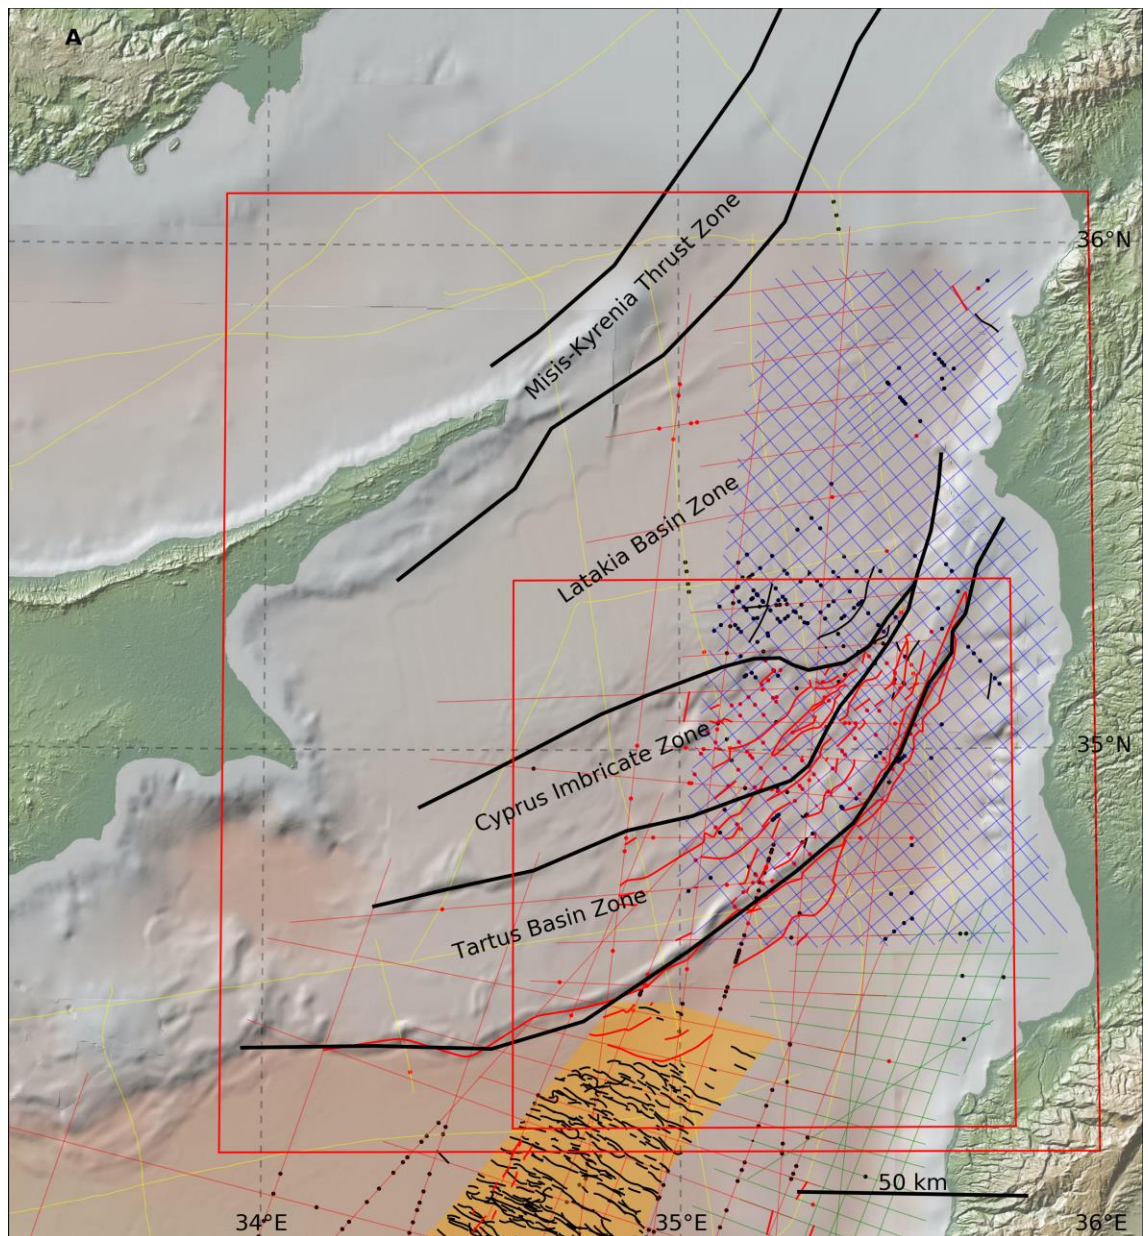 A
Misis-Kyrenia Thrust Zone
36°N
Latakia Basin Zone
Cyprus Imbricate Zone
35°N
Tartus Basin Zone
50 km
34°E
35°E
36°E